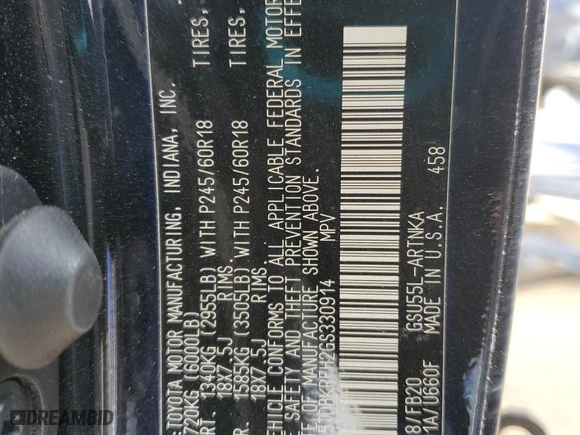 TOYOTA MOTOR MANUFACTURING, INDIANA, INC.
720KG (6000LB)
1340KG (2955LB) WITH P245/60R18 TIRES,
18X7.5J RIMS,
1585KG (3505LB) WITH P245/60R18 TIRES,
18X7.5J RIMS,
VEHICLE CONFORMS TO ALL APPLICABLE FEDERAL MOTOR
SAFETY AND THEFT PREVENTION STANDARDS IN EFFE
OF MANUFACTURE SHOWN ABOVE.
MPV
8/FB20 GSU55L-ARTNKA
1A/U660F MADE IN U.S.A. 458
DREAMBID